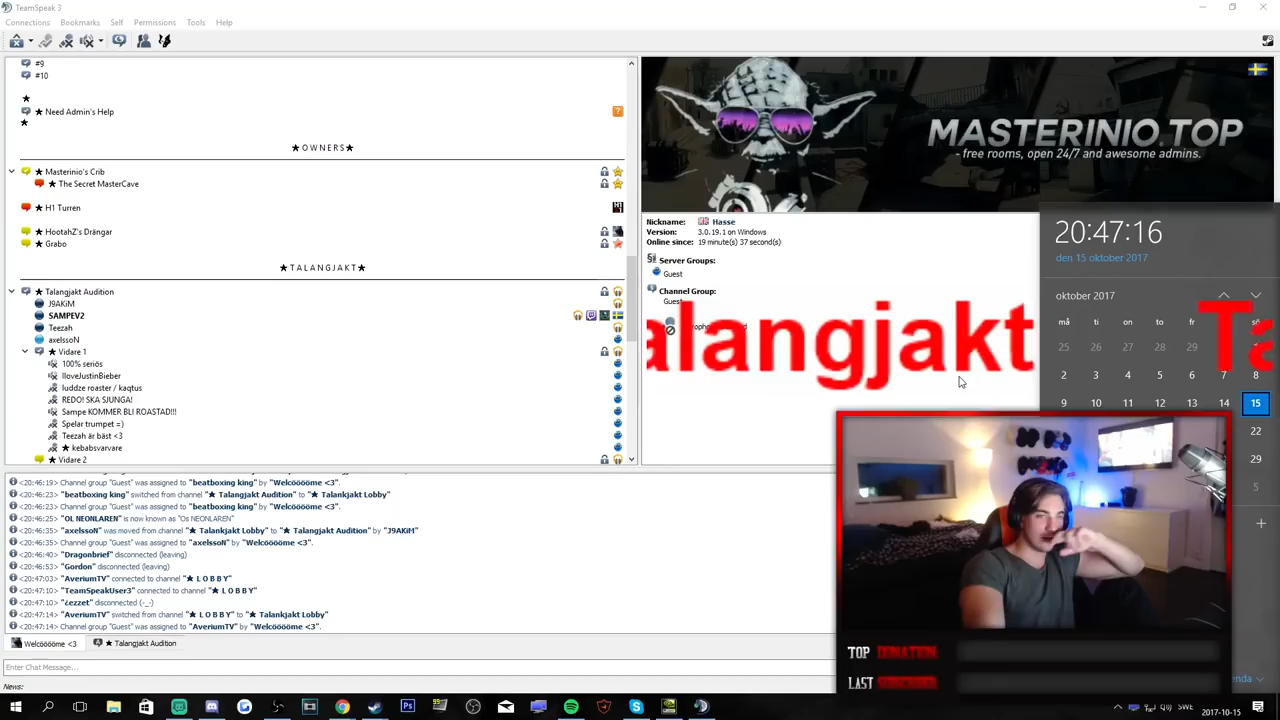 TeamSpeak 3
Connections Bookmarks Self Permissions Tools Help
#9
#10
★
★ Need Admin's Help
★
★OWNERS★
★ Masterinio's Crib
★ The Secret MasterCave
★ H1 Turren
★ HootahZ's Drängar
★ Grabo
★TALANGJAKT★
★ Talangjakt Audition
J9AKiM
SAMPEV2
Teezah
axelssoN
★ Vidare 1
100% seriös
IloveJustinBieber
luddze roaster / kaqtus
REDO! SKA SJUNGA!
Sampe KOMMER BLI ROASTAD!!!
Spelar trumpet =)
Teezah är bäst <3
★ kebabsvarvare
★ Vidare 2
MASTERINIO.TOP
- free rooms, open 24/7 and awesome admins.
Nickname: Hasse
Version: 3.0.19.1 on Windows
Online since: 19 minute(s) 37 second(s)
Server Groups:
Guest
Channel Group:
Guest
alangjakt
Ta
20:47:16
den 15 oktober 2017
oktober 2017
må ti on to fr lö sö
25 26 27 28 29
2 3 4 5 6 7 8
9 10 11 12 13 14 15
22
29
5
enda
<20:46:19> Channel group "Guest" was assigned to "beatboxing king" by "Welcööööme <3".
<20:46:23> "beatboxing king" switched from channel "★ Talangjakt Audition" to "★ Talankjakt Lobby"
<20:46:23> Channel group "Guest" was assigned to "beatboxing king" by "Welcööööme <3".
<20:46:25> "OL NEONLAREN" is now known as "Os NEONLAREN"
<20:46:35> "axelssoN" was moved from channel "★ Talankjakt Lobby" to "★ Talangjakt Audition" by "J9AKiM"
<20:46:35> Channel group "Guest" was assigned to "axelssoN" by "Welcööööme <3".
<20:46:40> "Dragonbrief" disconnected (leaving)
<20:46:53> "Gordon" disconnected (leaving)
<20:47:03> "AveriumTV" connected to channel "★ L O B B Y"
<20:47:10> "TeamSpeakUser3" connected to channel "★ L O B B Y"
<20:47:10> "¿ezzet" disconnected (-_-)
<20:47:14> "AveriumTV" switched from channel "★ L O B B Y" to "★ Talankjakt Lobby"
<20:47:14> Channel group "Guest" was assigned to "AveriumTV" by "Welcööööme <3".
Welcööööme <3 ★ Talangjakt Audition
Enter Chat Message...
News:
TOP DONATION:
LAST
SWE
2017-10-15